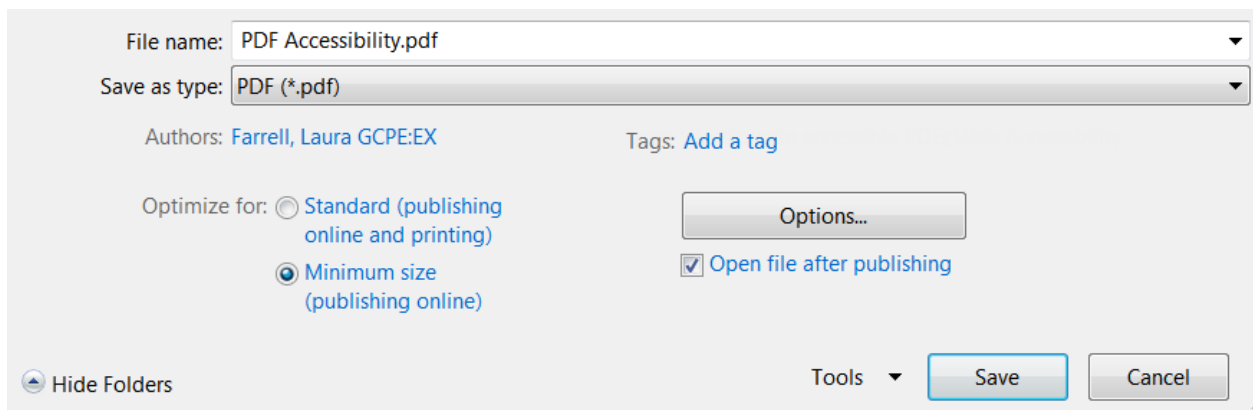 File name: PDF Accessibility.pdf
Save as type: PDF (*.pdf)
Authors: Farrell, Laura GCPE:EX
Tags: Add a tag
Optimize for: Standard (publishing
online and printing)
Minimum size
(publishing online)
Options...
Open file after publishing
Hide Folders
Tools
Save
Cancel